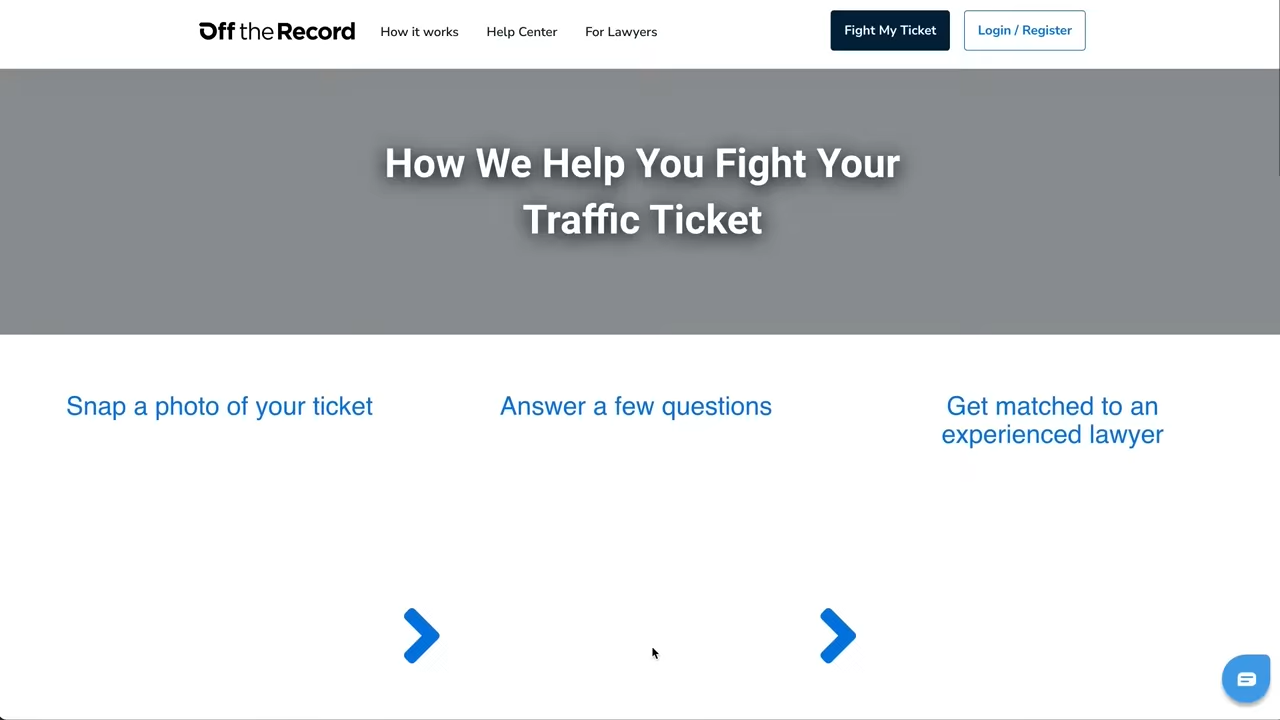 Off the Record
How it works
Help Center
For Lawyers
Fight My Ticket
Login / Register
How We Help You Fight Your
Traffic Ticket
Snap a photo of your ticket
Answer a few questions
Get matched to an
experienced lawyer